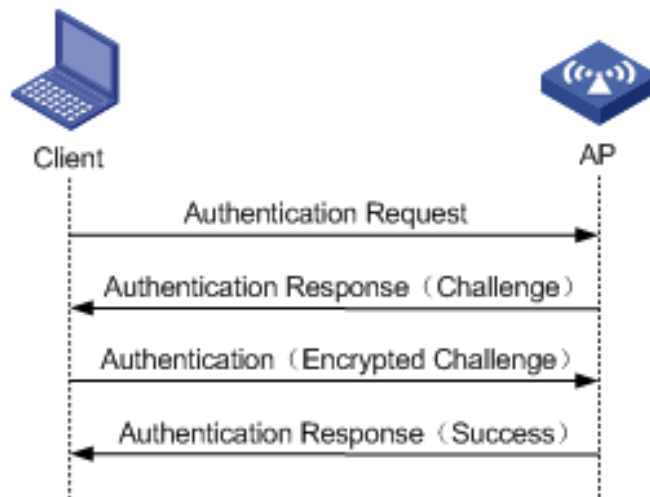 Client
AP
Authentication Request
Authentication Response（Challenge）
Authentication（Encrypted Challenge）
Authentication Response（Success）